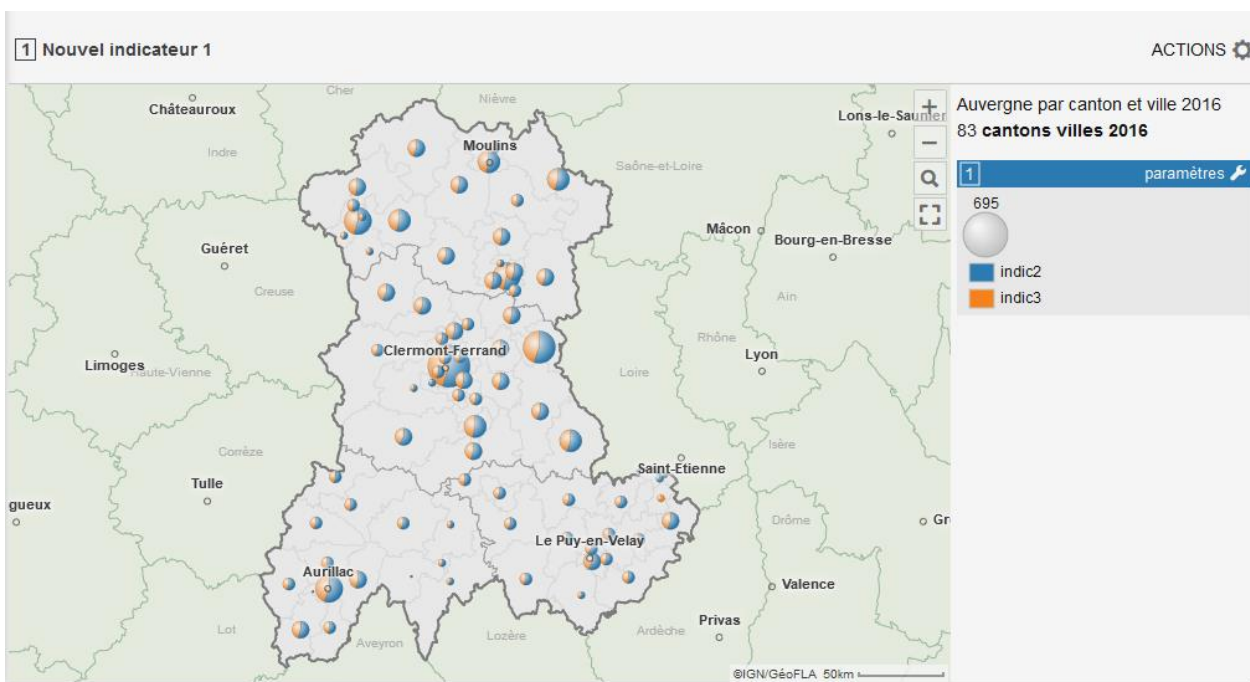 1 Nouvel indicateur 1
ACTIONS
Auvergne par canton et ville 2016
83 cantons villes 2016
1 paramètres
695
indic2
indic3
Cher
Nièvre
Châteauroux
Lons-le-Saunier
Moulins
Indre
Saône-et-Loire
Mâcon
Bourg-en-Bresse
Guéret
Creuse
Ain
Rhône
Clermont-Ferrand
Lyon
Limoges
Haute-Vienne
Loire
Corrèze
Isère
Saint-Etienne
Tulle
gueux
Drôme
Gr
Le Puy-en-Velay
Aurillac
Valence
Privas
Lot
Aveyron
Lozère
Ardèche
©IGN/GéoFLA 50km